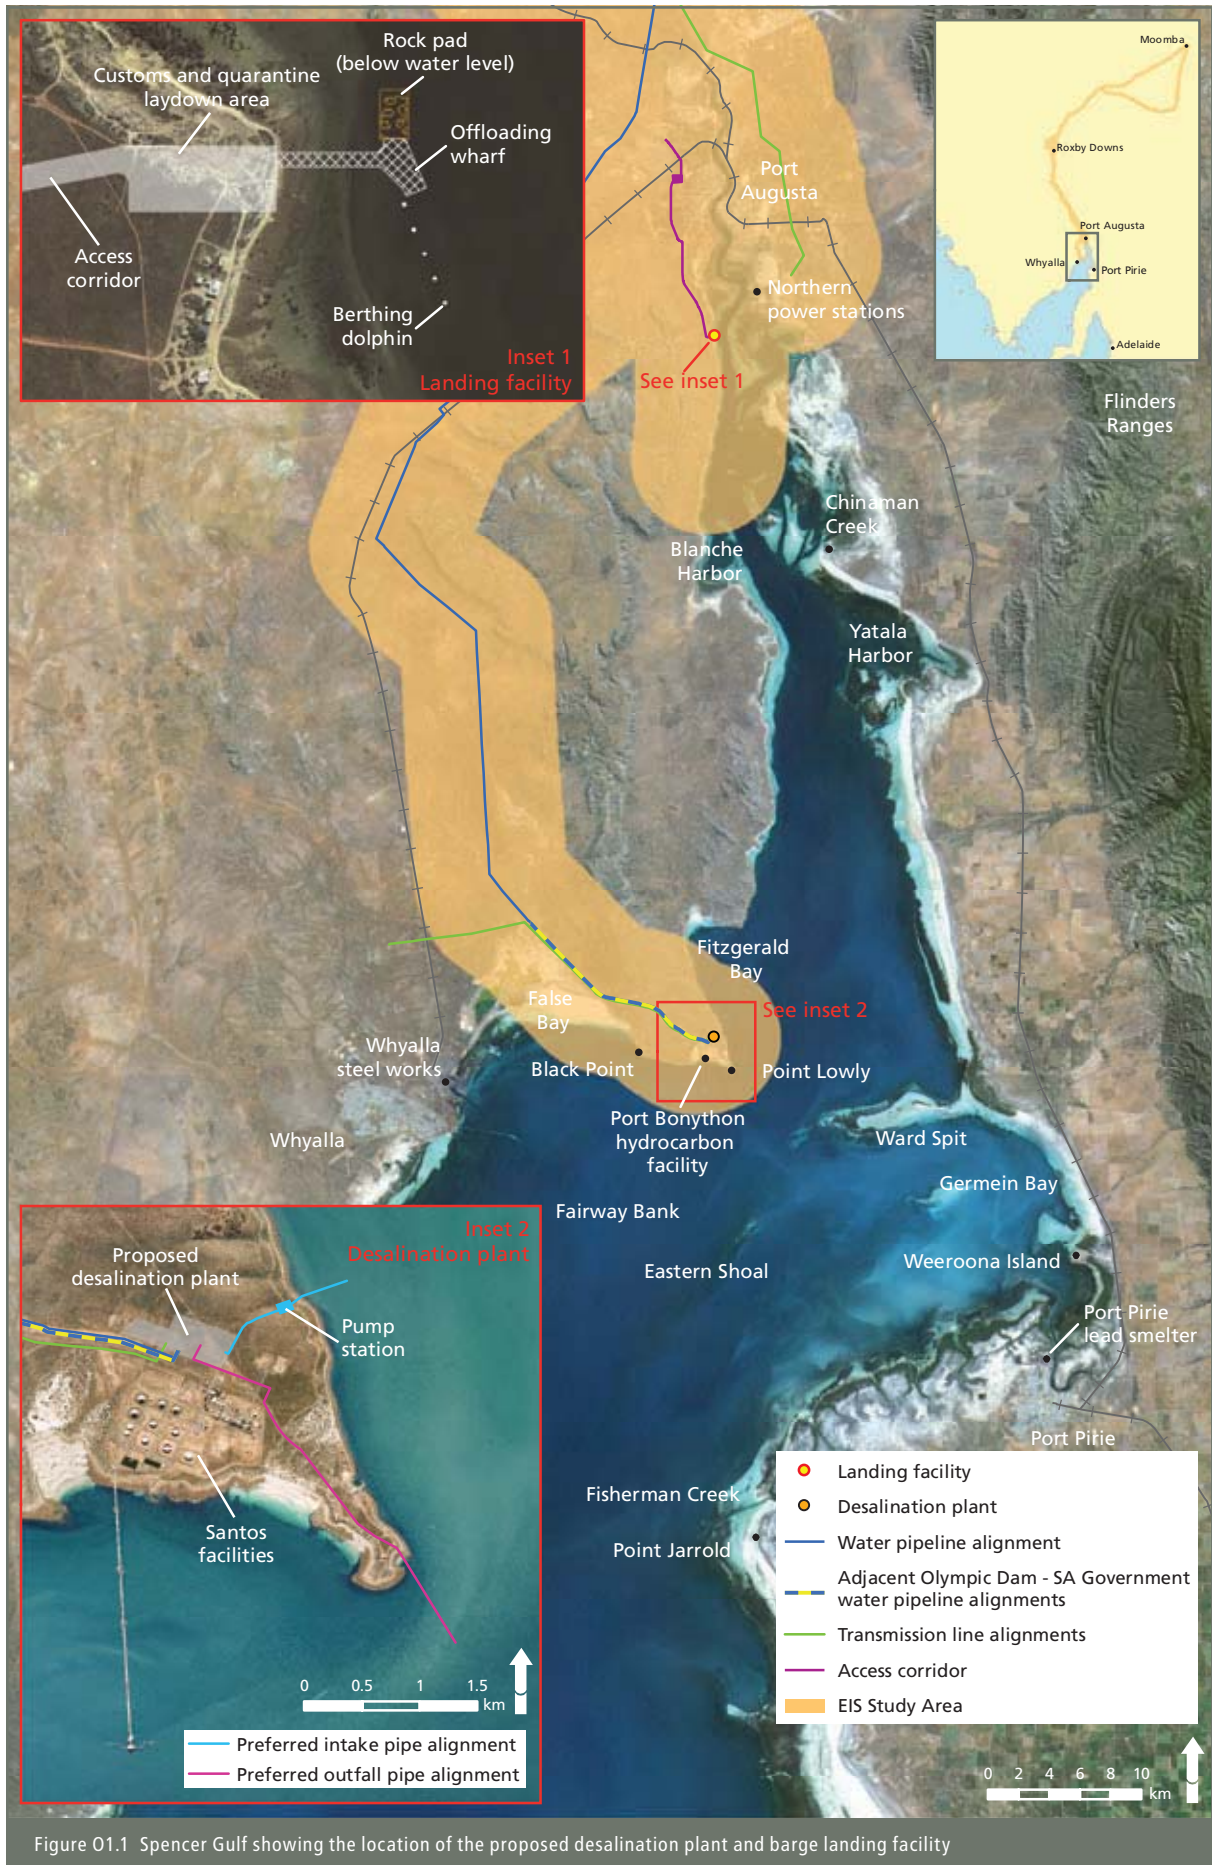 Rock pad
(below water level)
Customs and quarantine
laydown area
Offloading
wharf
Access
corridor
Berthing
dolphin
Inset 1
Landing facility
Moomba
Roxby Downs
Port Augusta
Whyalla
Port Pirie
Adelaide
Port
Augusta
Northern
power stations
See inset 1
Flinders
Ranges
Chinaman
Creek
Blanche
Harbor
Yatala
Harbor
Fitzgerald
Bay
False
Bay
See inset 2
Whyalla
steel works
Black Point
Point Lowly
Port Bonython
hydrocarbon
facility
Whyalla
Ward Spit
Germein Bay
Fairway Bank
Weeroona Island
Eastern Shoal
Port Pirie
lead smelter
Port Pirie
Fisherman Creek
Point Jarrold
Inset 2
Desalination plant
Proposed
desalination plant
Pump
station
Santos
facilities
0 0.5 1 1.5
km
Preferred intake pipe alignment
Preferred outfall pipe alignment
Landing facility
Desalination plant
Water pipeline alignment
Adjacent Olympic Dam - SA Government
water pipeline alignments
Transmission line alignments
Access corridor
EIS Study Area
0 2 4 6 8 10
km
Figure O1.1 Spencer Gulf showing the location of the proposed desalination plant and barge landing facility